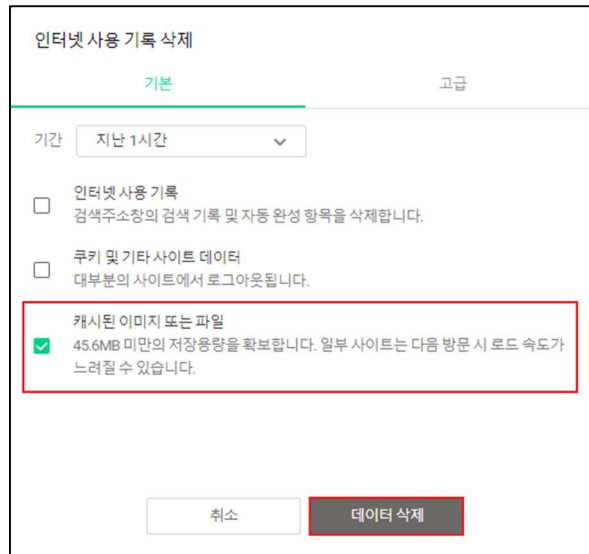 인터넷 사용 기록 삭제
기본 고급
기간 지난 1시간
인터넷 사용 기록
검색주소창의 검색 기록 및 자동 완성 항목을 삭제합니다.
쿠키 및 기타 사이트 데이터
대부분의 사이트에서 로그아웃됩니다.
캐시된 이미지 또는 파일
45.6MB 미만의 저장용량을 확보합니다. 일부 사이트는 다음 방문 시 로드 속도가
느려질 수 있습니다.
취소 데이터 삭제